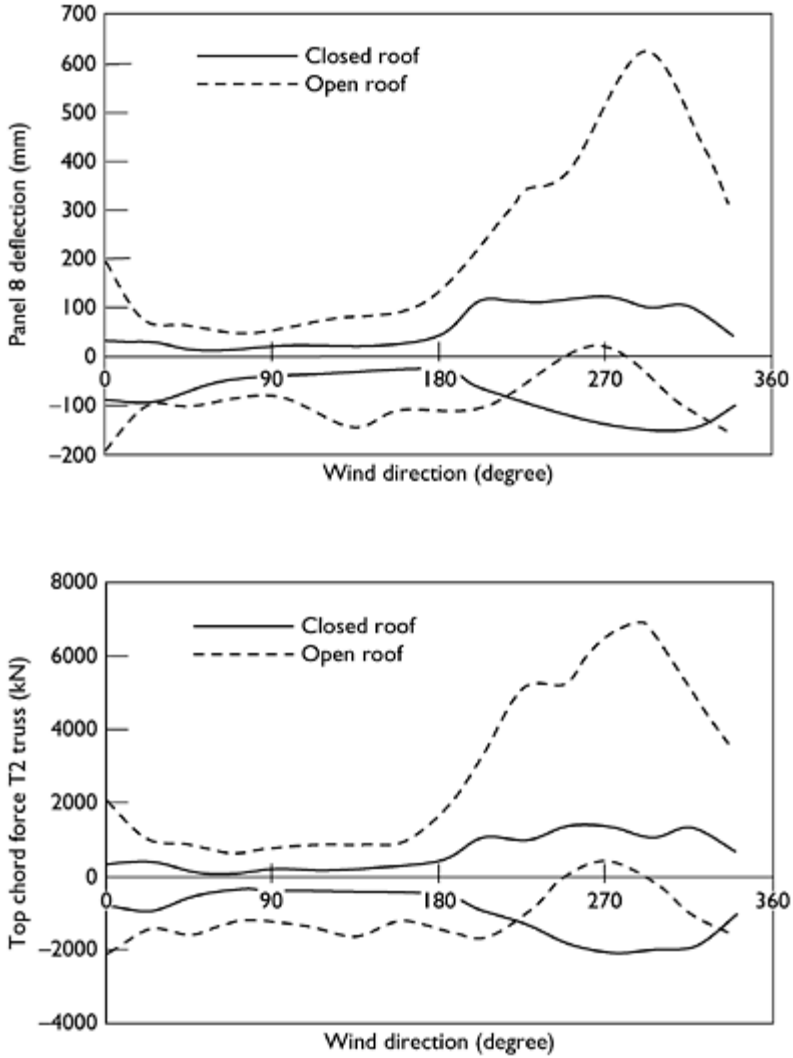 700
600
500
400
300
200
100
0
–100
–200
Panel 8 deflection (mm)
Closed roof
Open roof
0 90 180 270 360
Wind direction (degree)
8000
6000
4000
2000
0
–2000
–4000
Top chord force T2 truss (kN)
Closed roof
Open roof
0 90 180 270 360
Wind direction (degree)